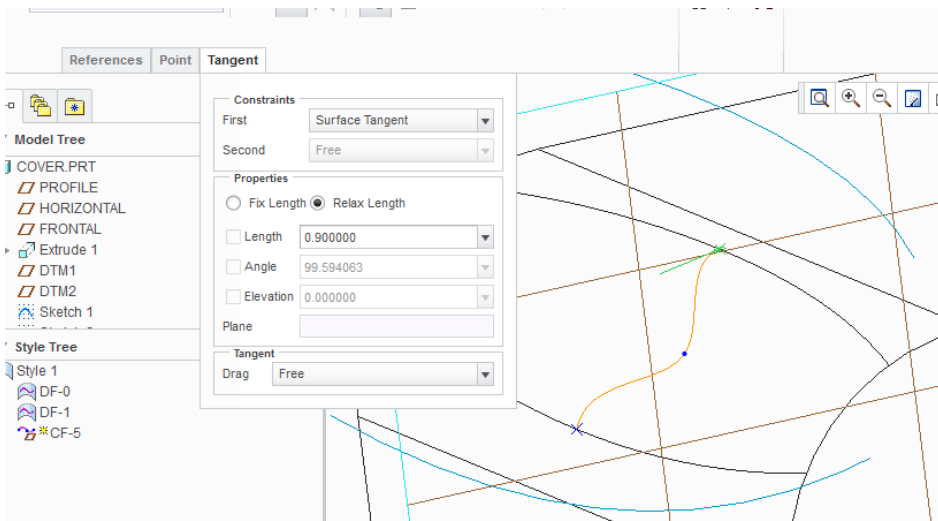 References Point Tangent
Constraints
First Surface Tangent
Second Free
Properties
Fix Length Relax Length
Length 0.900000
Angle 99.594063
Elevation 0.000000
Plane
Tangent
Drag Free
Model Tree
COVER.PRT
PROFILE
HORIZONTAL
FRONTAL
Extrude 1
DTM1
DTM2
Sketch 1
Style Tree
Style 1
DF-0
DF-1
CF-5